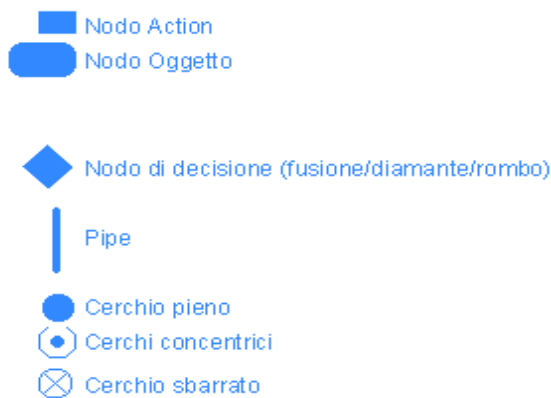 Nodo Action
Nodo Oggetto
Nodo di decisione (fusione/diamante/rombo)
Pipe
Cerchio pieno
Cerchi concentrici
Cerchio sbarrato